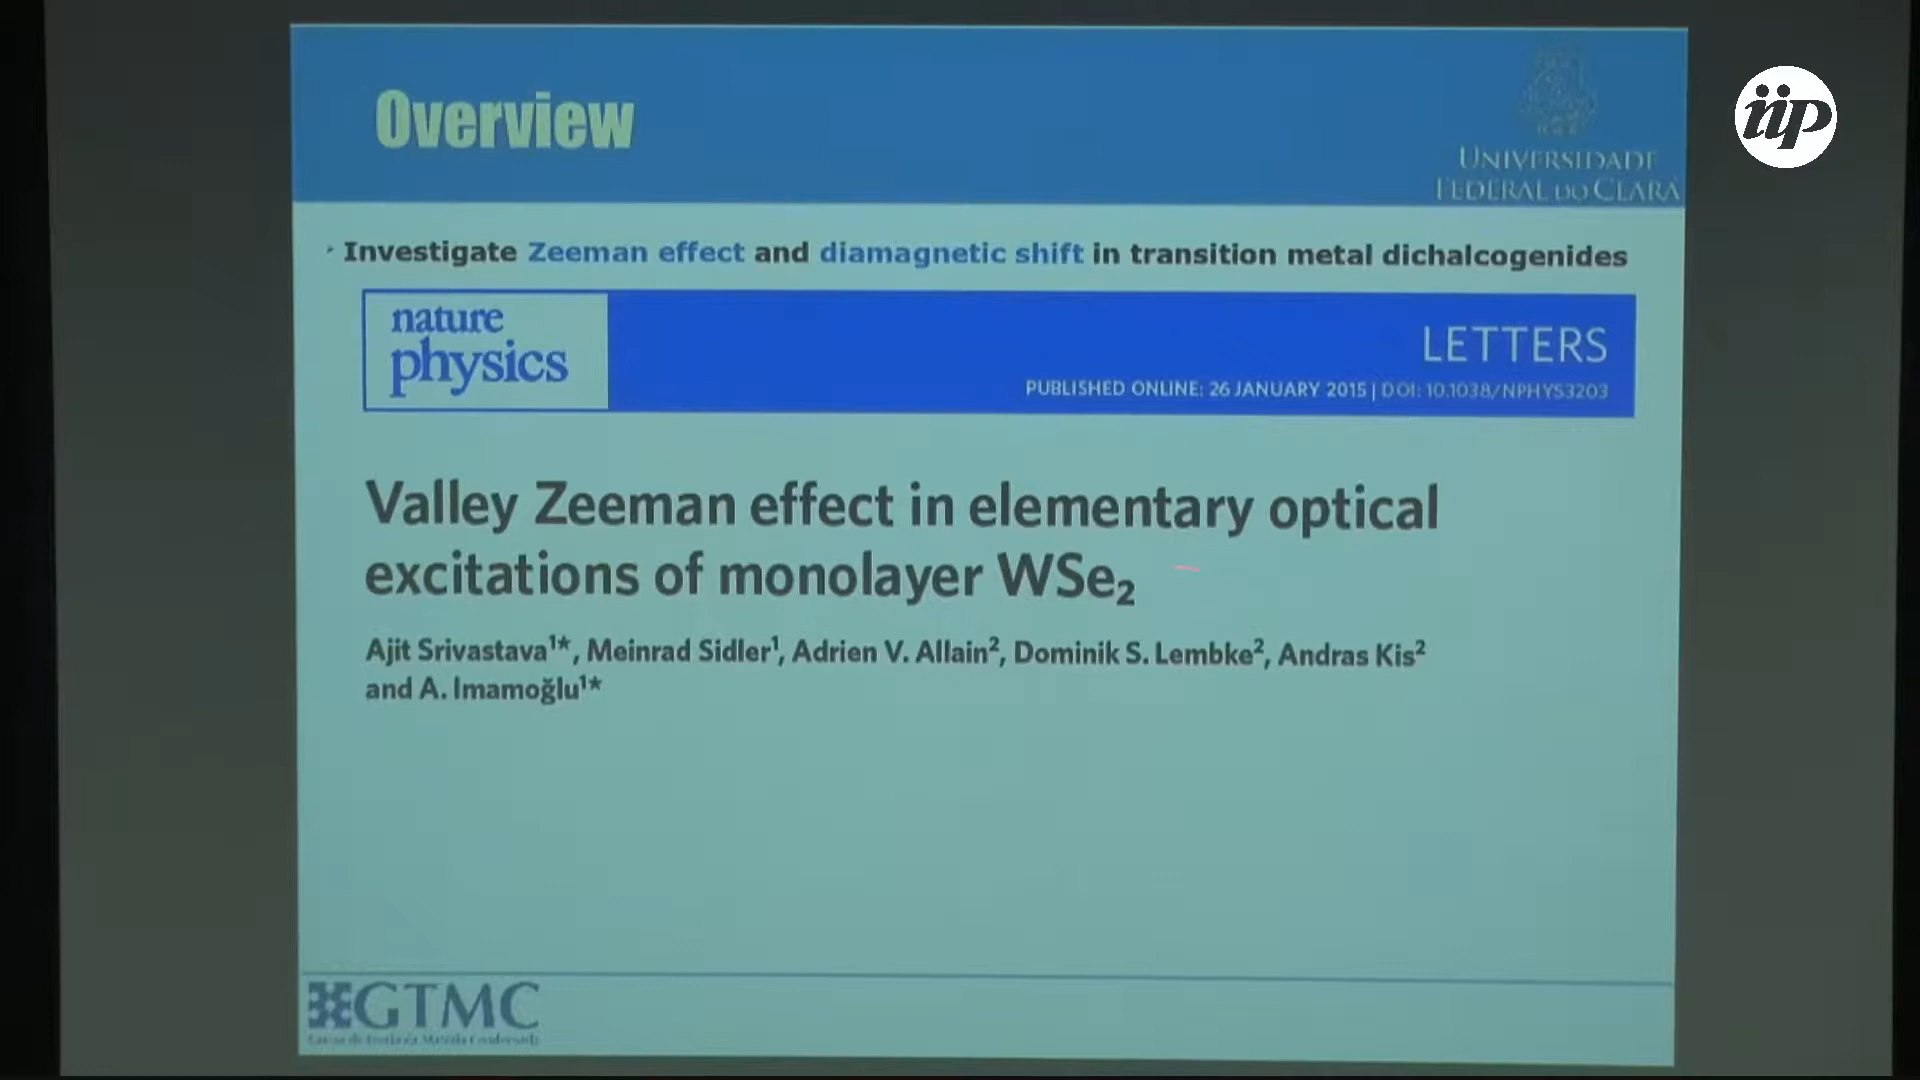 iip
Overview
UNIVERSIDADE
FEDERAL DO CEARÁ
Investigate Zeeman effect and diamagnetic shift in transition metal dichalcogenides
nature
physics
LETTERS
PUBLISHED ONLINE: 26 JANUARY 2015 | DOI: 10.1038/NPHYS3203
Valley Zeeman effect in elementary optical
excitations of monolayer WSe₂
Ajit Srivastava¹*, Meinrad Sidler¹, Adrien V. Allain², Dominik S. Lembke², Andras Kis²
and A. Imamoğlu¹*
GTMC